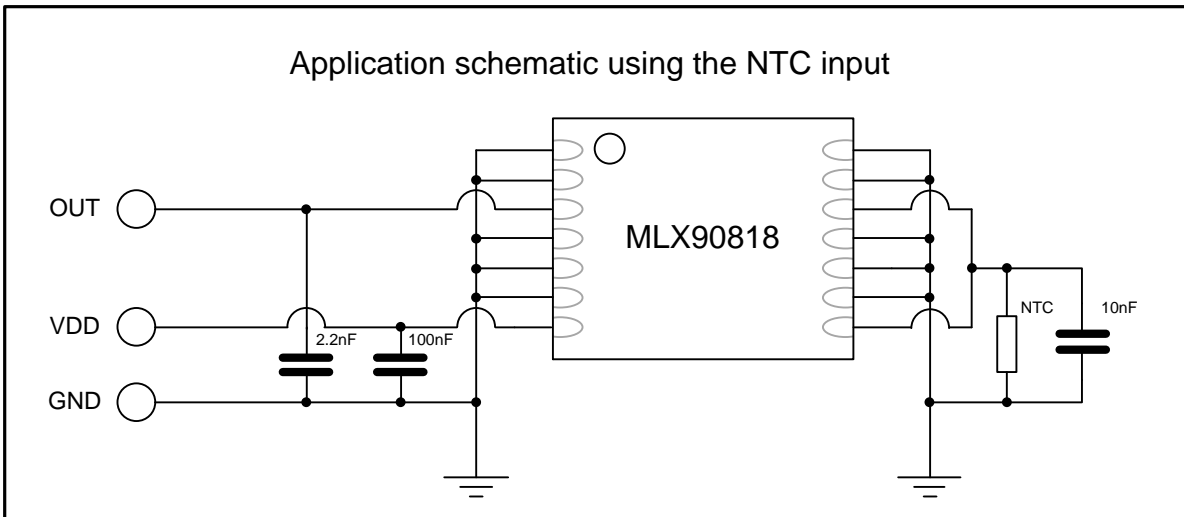 Application schematic using the NTC input
OUT
MLX90818
VDD
2.2nF
100nF
NTC
10nF
GND